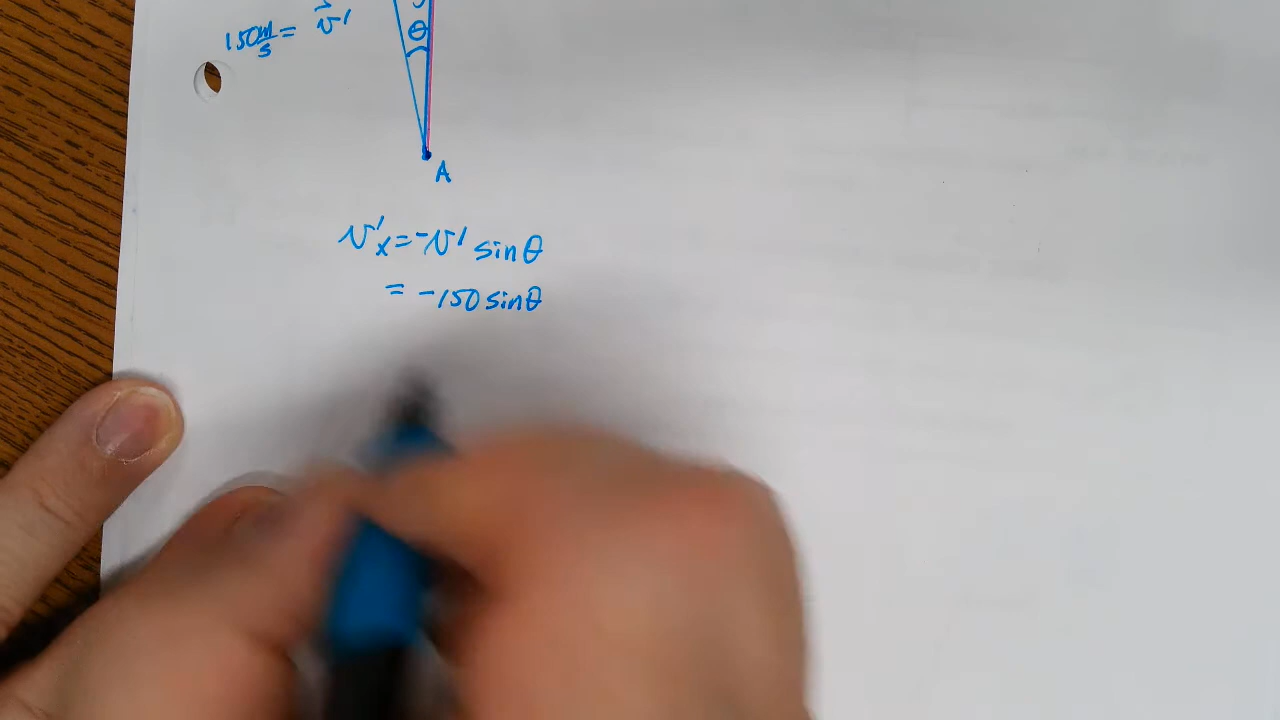 150 m/s = v⃗'
θ
A
v'x = -v' sin θ
= -150 sin θ